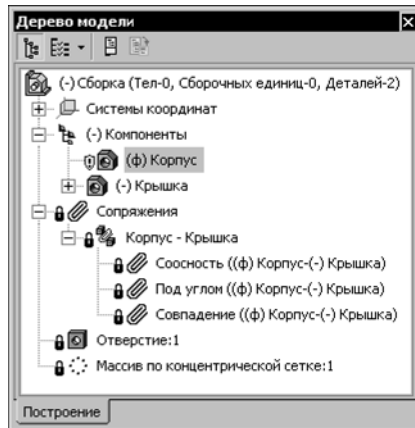 Дерево модели
(-) Сборка (Тел-0, Сборочных единиц-0, Деталей-2)
Системы координат
(-) Компоненты
(ф) Корпус
(-) Крышка
Сопряжения
Корпус - Крышка
Соосность ((ф) Корпус-(-) Крышка)
Под углом ((ф) Корпус-(-) Крышка)
Совпадение ((ф) Корпус-(-) Крышка)
Отверстие:1
Массив по концентрической сетке:1
Построение